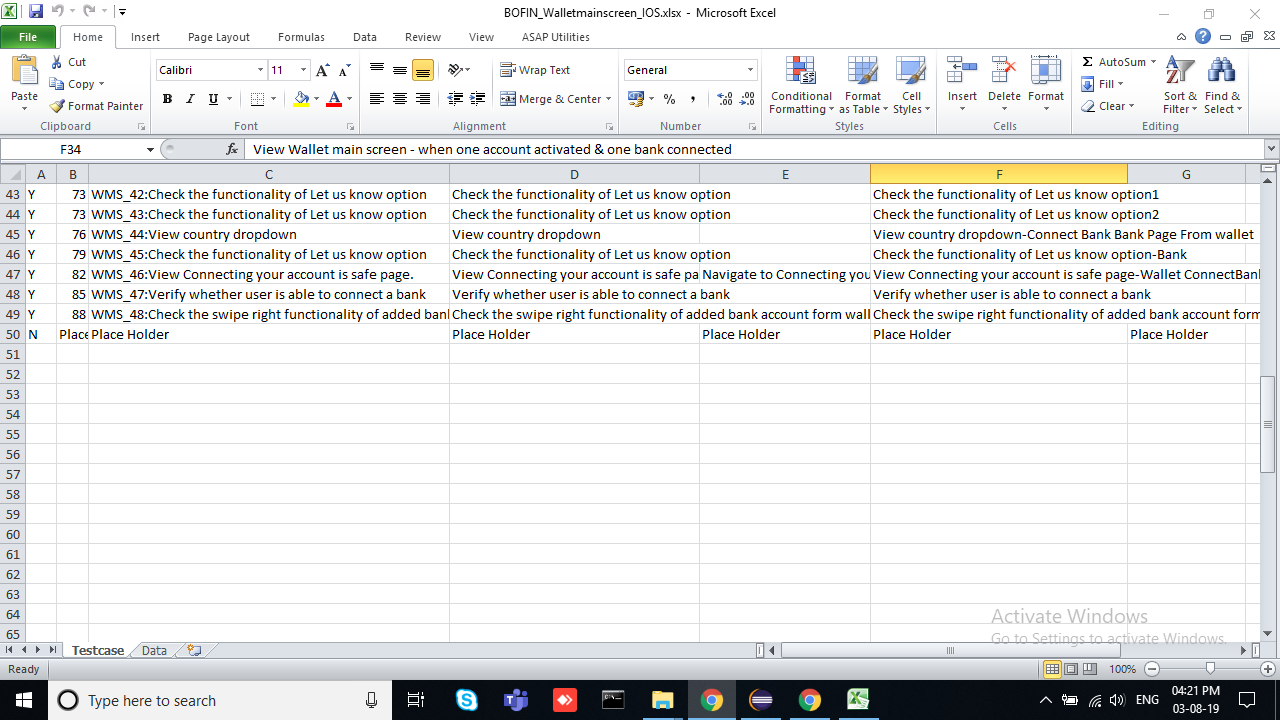 BOFIN_Walletmainscreen_IOS.xlsx - Microsoft Excel
File Home Insert Page Layout Formulas Data Review View ASAP Utilities
Paste Cut Copy Format Painter Clipboard
Calibri 11 B I U A A A Font
Wrap Text Merge & Center Alignment
General % , .00 .0 Number
Conditional Formatting Format as Table Cell Styles Styles
Insert Delete Format Cells
Σ AutoSum Fill Clear Sort & Filter Find & Select Editing
F34 fx View Wallet main screen - when one account activated & one bank connected
A B C D E F G
43 Y 73 WMS_42:Check the functionality of Let us know option Check the functionality of Let us know option Check the functionality of Let us know option1
44 Y 73 WMS_43:Check the functionality of Let us know option Check the functionality of Let us know option Check the functionality of Let us know option2
45 Y 76 WMS_44:View country dropdown View country dropdown View country dropdown-Connect Bank Bank Page From wallet
46 Y 79 WMS_45:Check the functionality of Let us know option Check the functionality of Let us know option Check the functionality of Let us know option-Bank
47 Y 82 WMS_46:View Connecting your account is safe page. View Connecting your account is safe pa Navigate to Connecting you View Connecting your account is safe page-Wallet ConnectBank
48 Y 85 WMS_47:Verify whether user is able to connect a bank Verify whether user is able to connect a bank Verify whether user is able to connect a bank
49 Y 88 WMS_48:Check the swipe right functionality of added banl Check the swipe right functionality of added bank account form wall Check the swipe right functionality of added bank account form
50 N Place Place Holder Place Holder Place Holder Place Holder Place Holder
51
52
53
54
55
56
57
58
59
60
61
62
63
64
65
Activate Windows
Go to Settings to activate Windows.
Testcase Data
Ready 100%
Type here to search ENG 04:21 PM
03-08-19